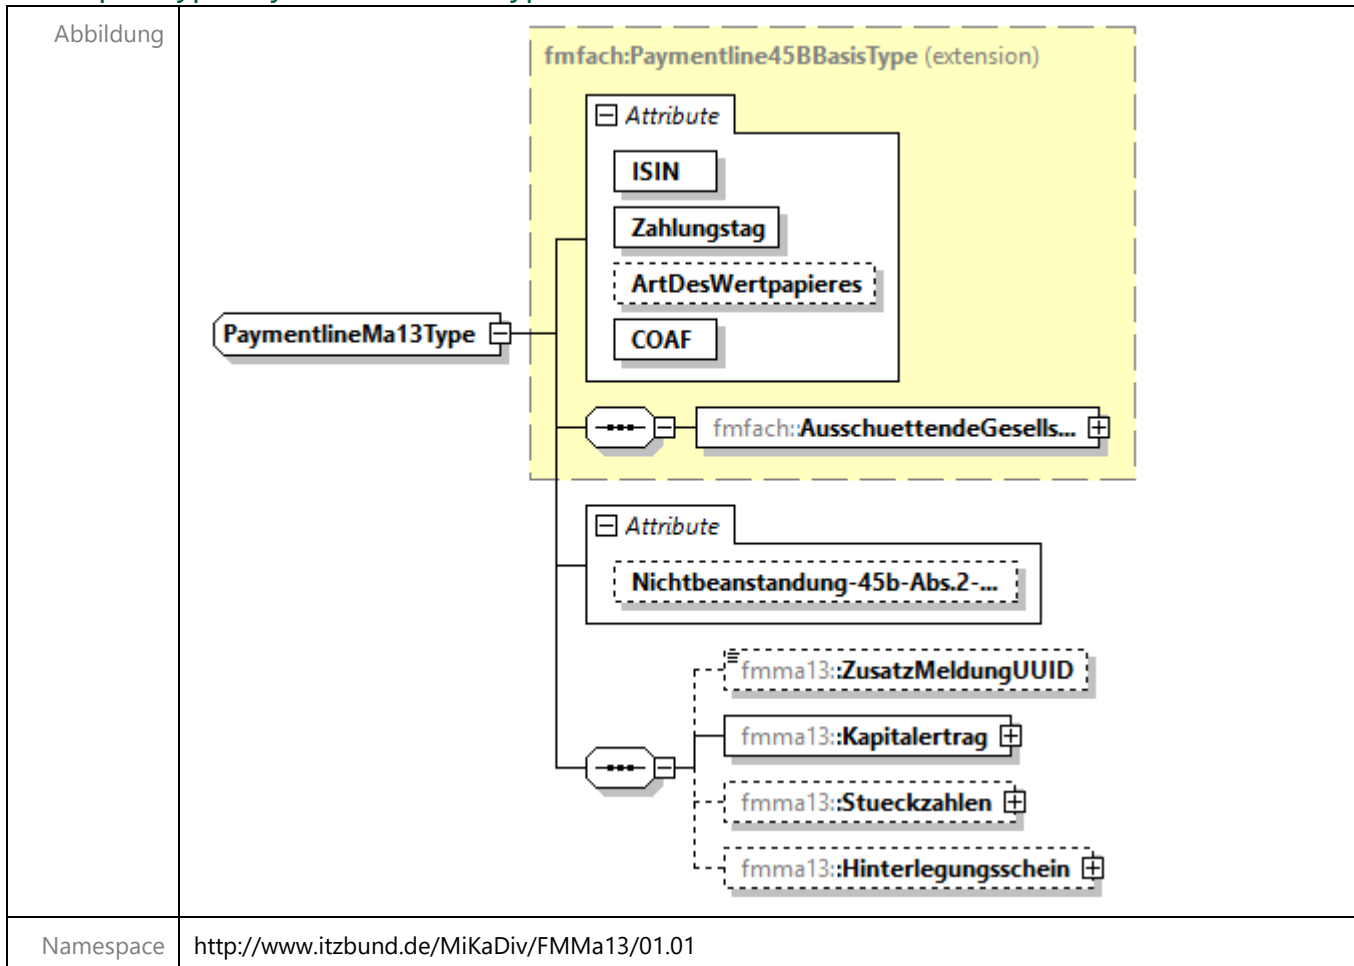 Abbildung
fmfach:Paymentline45BBasisType (extension)
Attribute
ISIN
Zahlungstag
ArtDesWertpapieres
COAF
PaymentlineMa13Type
fmfach::AusschuettendeGesells...
Attribute
Nichtbeanstandung-45b-Abs.2-...
fmma13::ZusatzMeldungUUID
fmma13::Kapitalertrag
fmma13::Stueckzahlen
fmma13::Hinterlegungsschein
Namespace http://www.itzbund.de/MiKaDiv/FMMa13/01.01